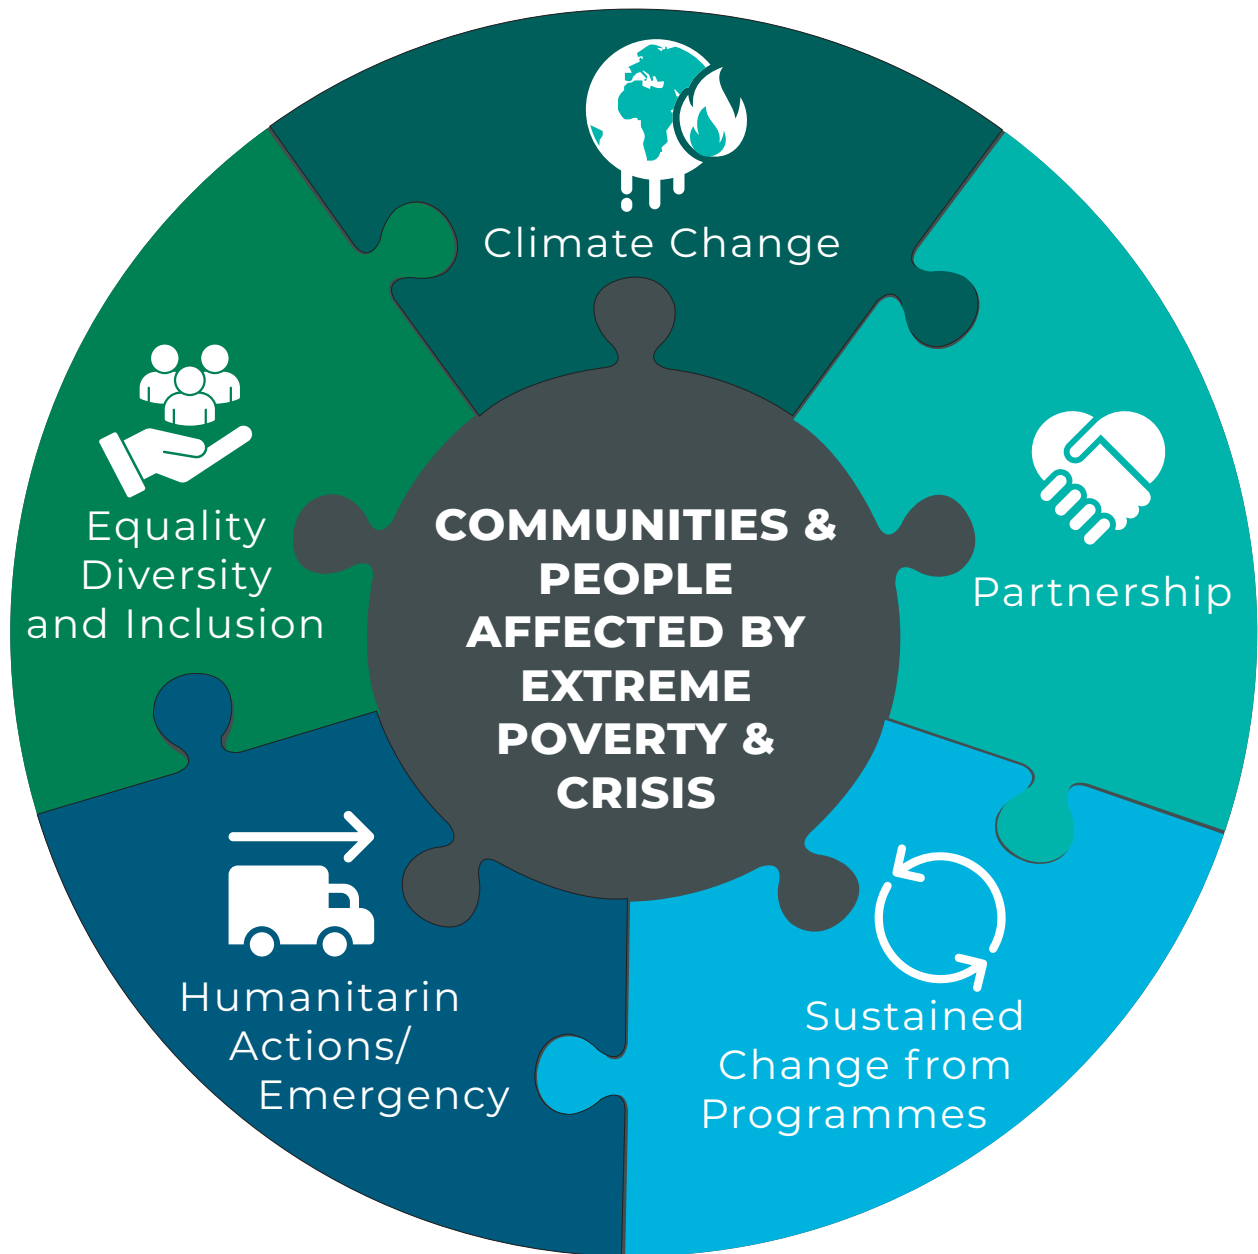 Climate Change
Equality
Diversity
and Inclusion
COMMUNITIES &
PEOPLE
AFFECTED BY
EXTREME
POVERTY &
CRISIS
Partnership
Humanitarin
Actions/
Emergency
Sustained
Change from
Programmes